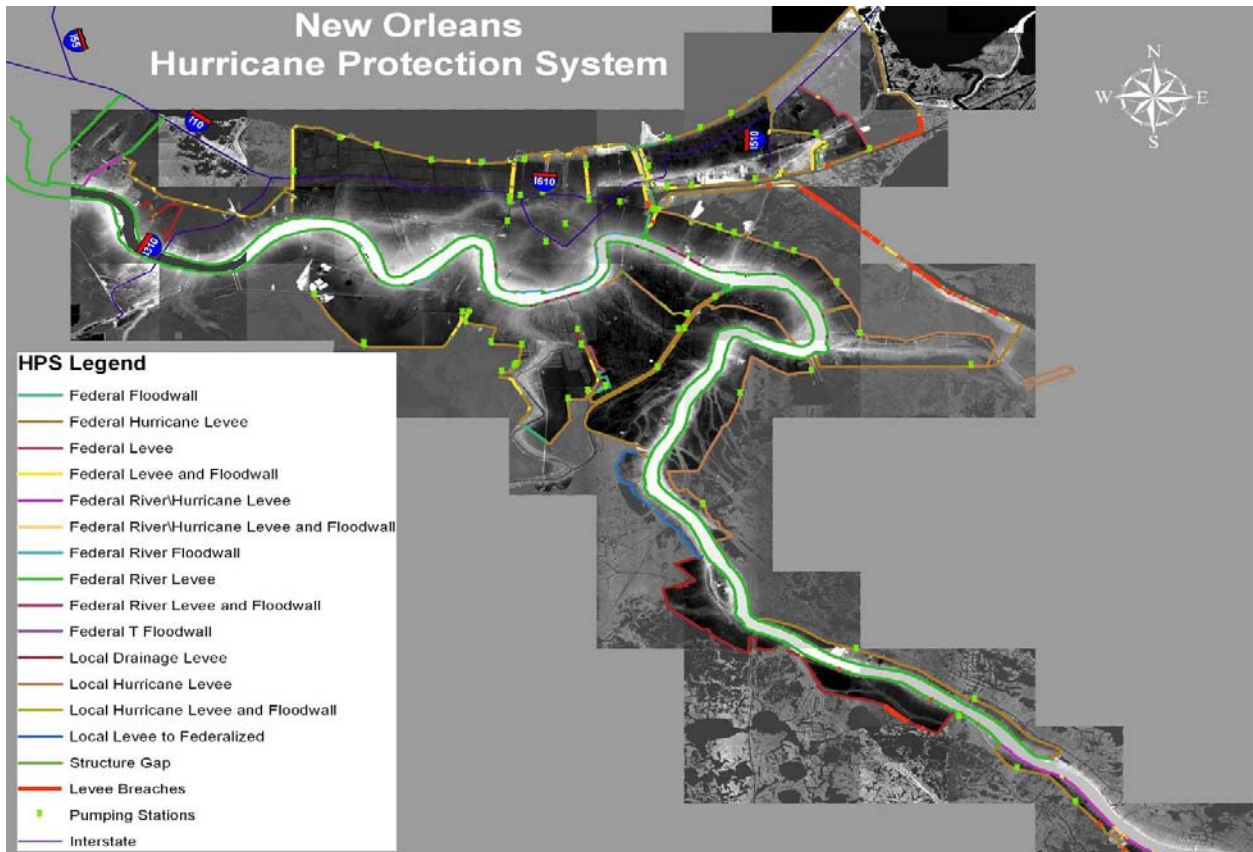 New Orleans
Hurricane Protection System
N
W E
S
I55
I10
I610
I510
I310
HPS Legend
Federal Floodwall
Federal Hurricane Levee
Federal Levee
Federal Levee and Floodwall
Federal River\Hurricane Levee
Federal River\Hurricane Levee and Floodwall
Federal River Floodwall
Federal River Levee
Federal River Levee and Floodwall
Federal T Floodwall
Local Drainage Levee
Local Hurricane Levee
Local Hurricane Levee and Floodwall
Local Levee to Federalized
Structure Gap
Levee Breaches
Pumping Stations
Interstate